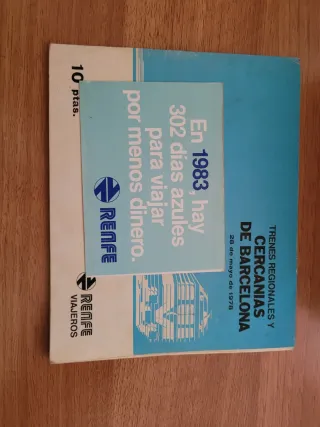 TRENES REGIONALES Y
CERCANIAS
DE BARCELONA
28 de mayo de 1978
En 1983, hay
302 días azules
para viajar
por menos dinero.
RENFE
10 ptas.
RENFE
VIAJEROS